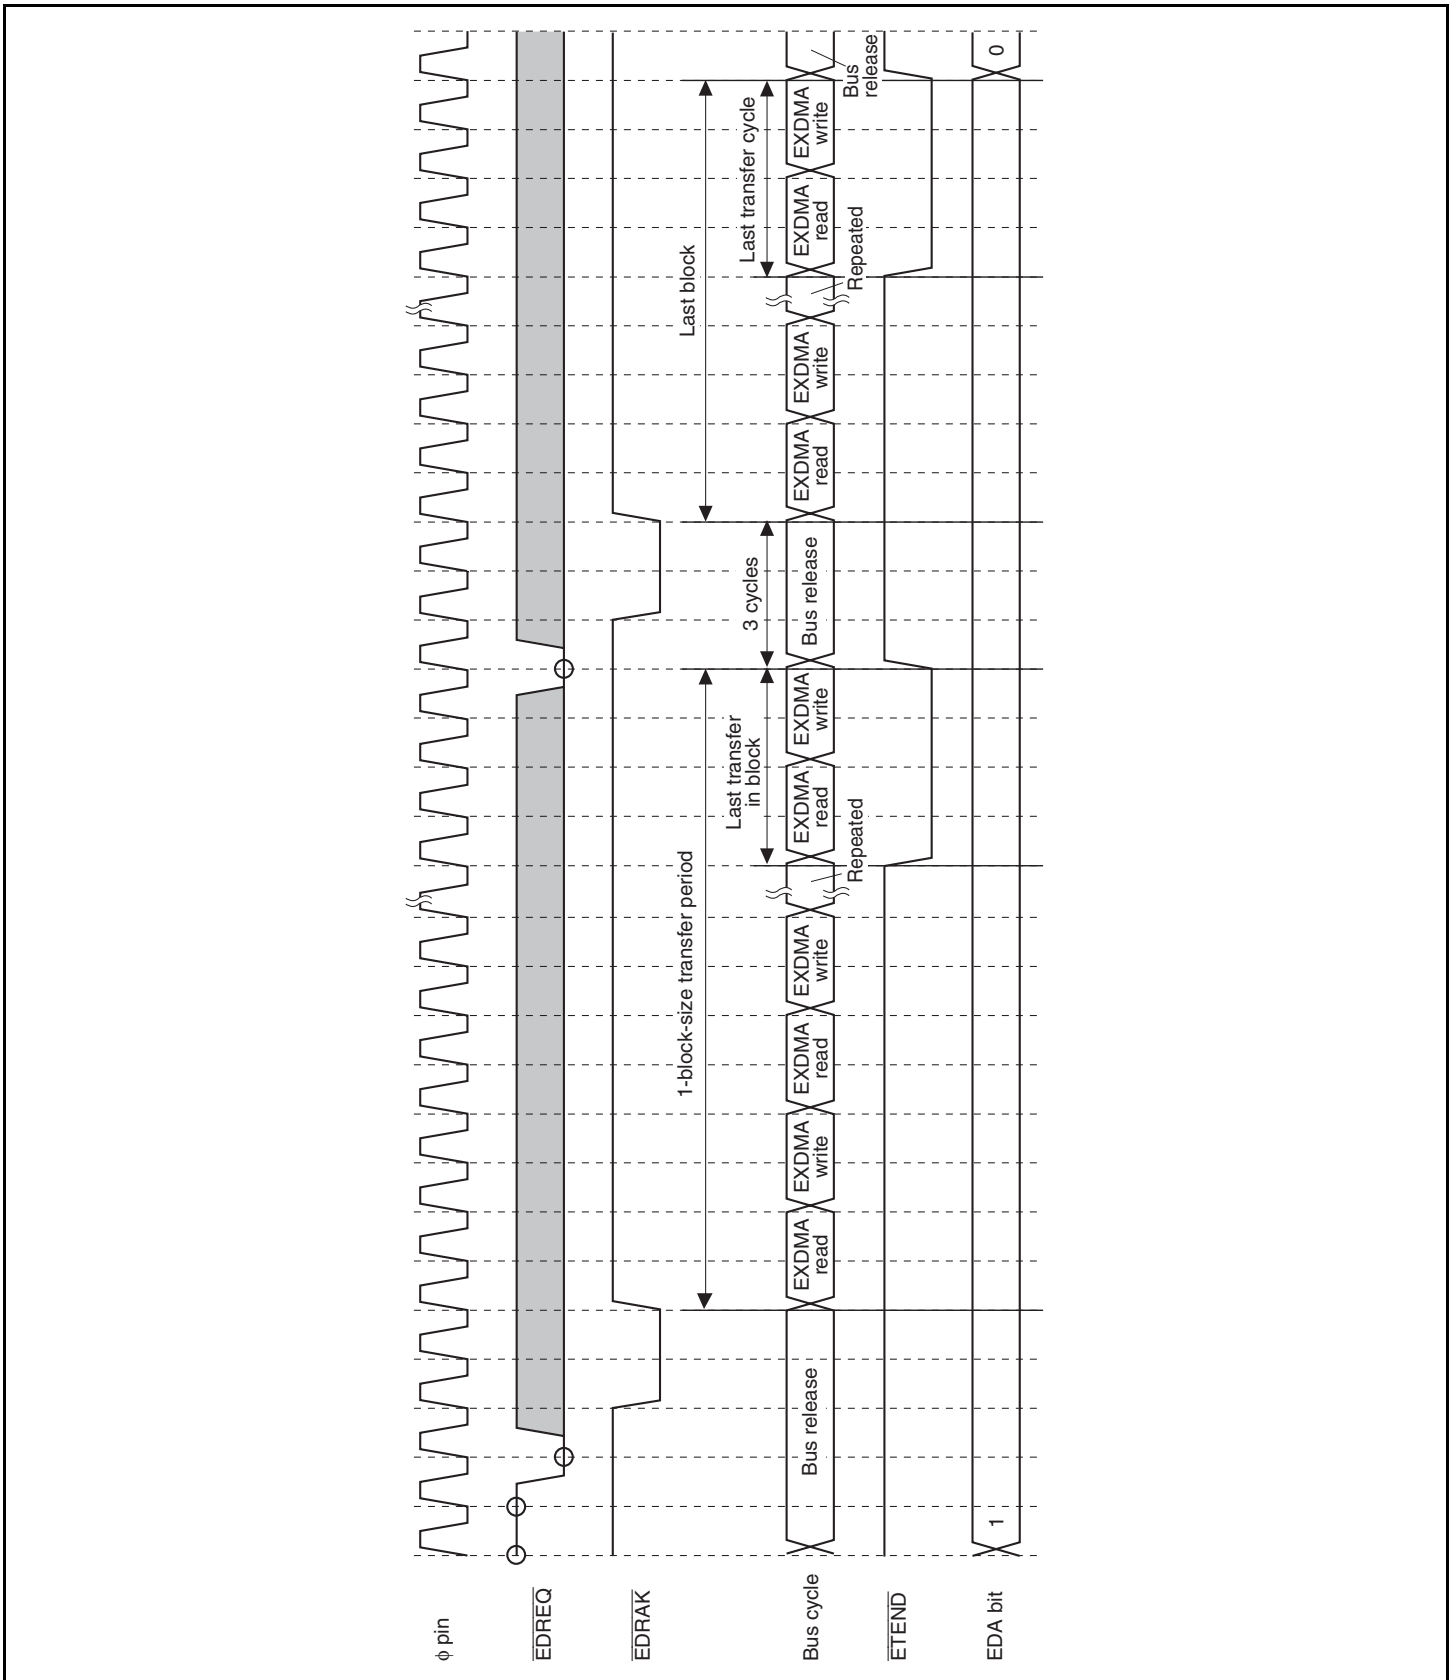 φ pin
EDREQ
EDRAK
1-block-size transfer period
Last block
Last transfer
in block
3 cycles
Last transfer cycle
Bus cycle
Bus release
EXDMA
read
EXDMA
write
EXDMA
read
EXDMA
write
Repeated
EXDMA
read
EXDMA
write
Bus release
EXDMA
read
EXDMA
write
Repeated
EXDMA
read
EXDMA
write
Bus
release
ETEND
EDA bit
1
0